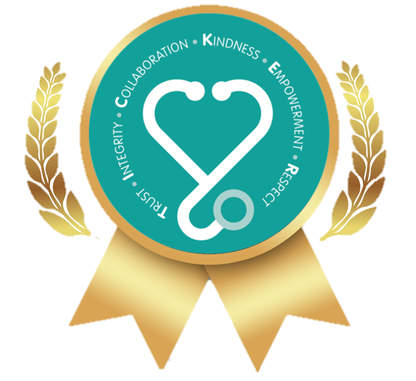 TRUST • INTEGRITY • COLLABORATION • KINDNESS • EMPOWERMENT • RESPECT